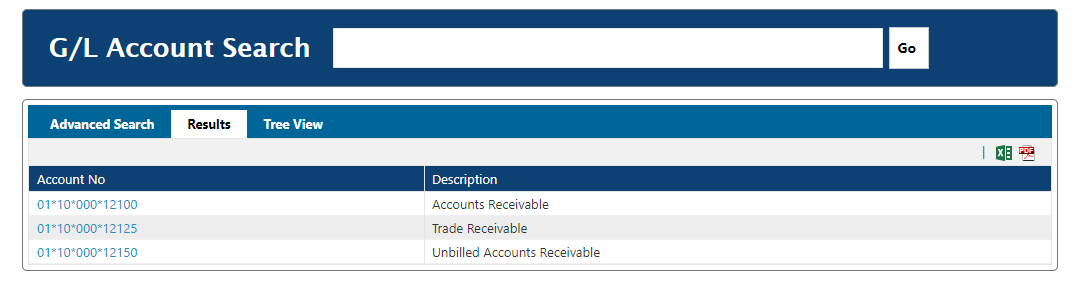 G/L Account Search Go
Advanced Search Results Tree View
| PDF
Account No Description
01*10*000*12100 Accounts Receivable
01*10*000*12125 Trade Receivable
01*10*000*12150 Unbilled Accounts Receivable